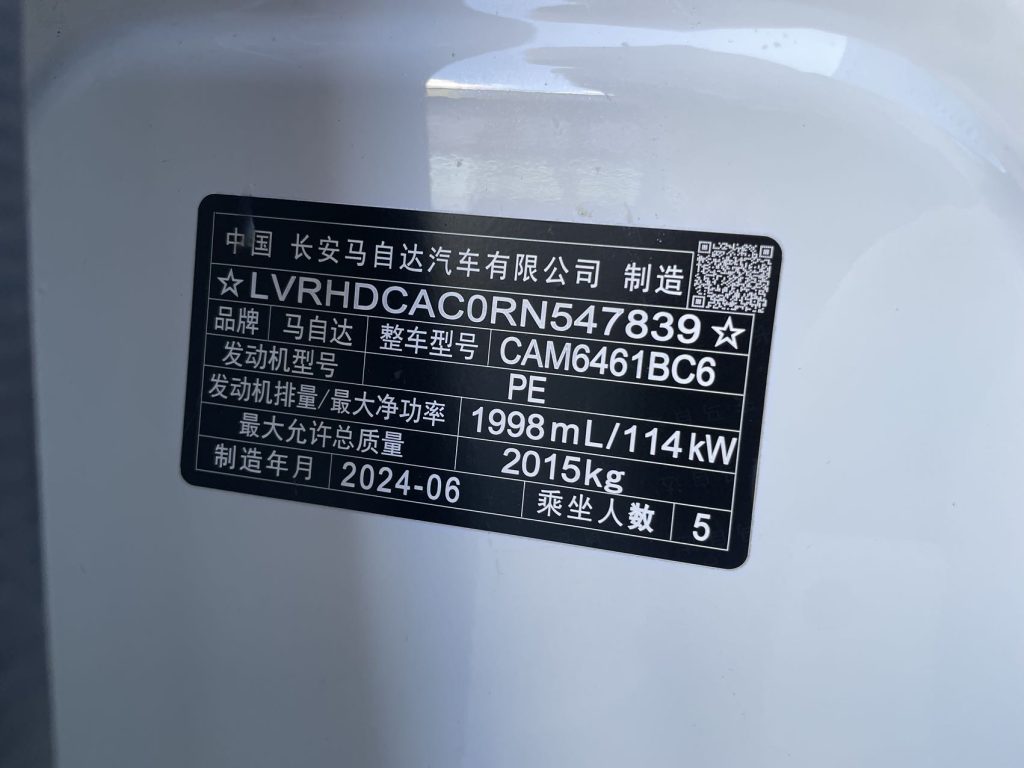 中国 长安马自达汽车有限公司 制造
☆LVRHDCAC0RN547839☆
品牌 马自达 整车型号 CAM6461BC6
发动机型号 PE
发动机排量/最大净功率 1998mL/114kW
最大允许总质量 2015kg
制造年月 2024-06 乘坐人数 5